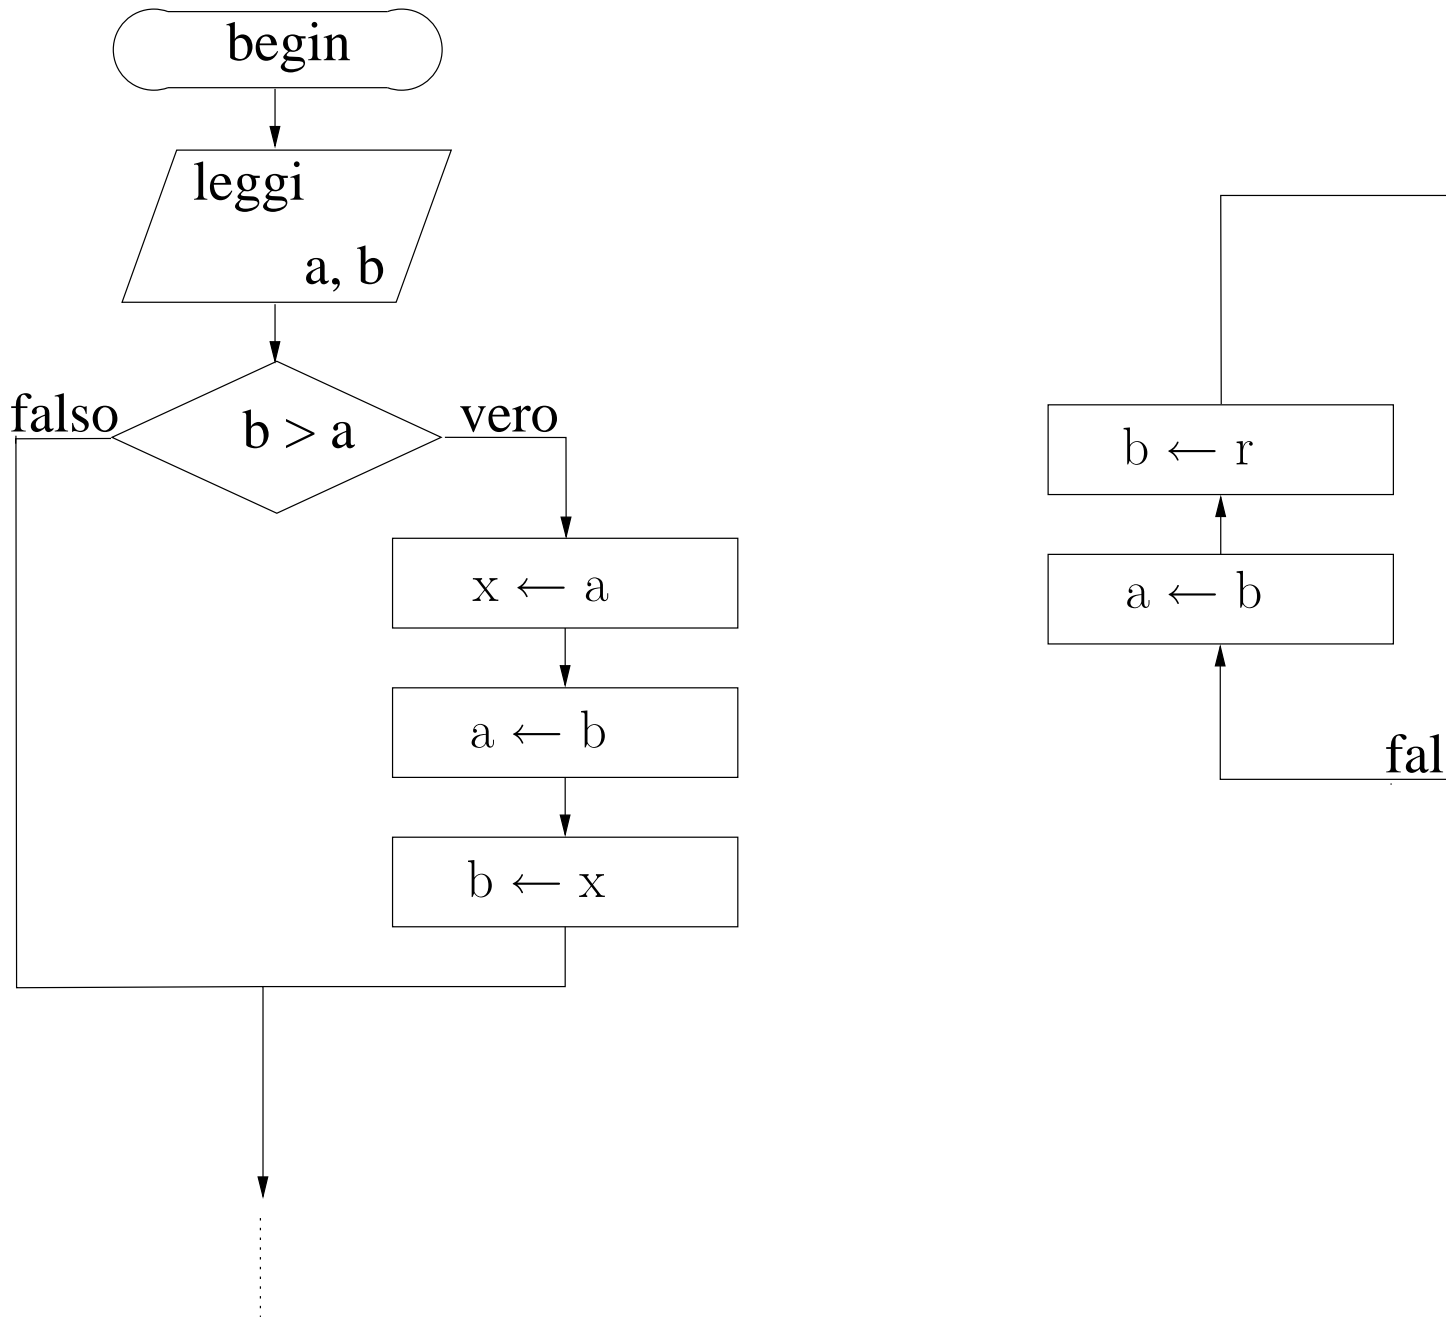 begin
leggi
a, b
falso
b > a
vero
x ← a
a ← b
b ← x
b ← r
a ← b
fal